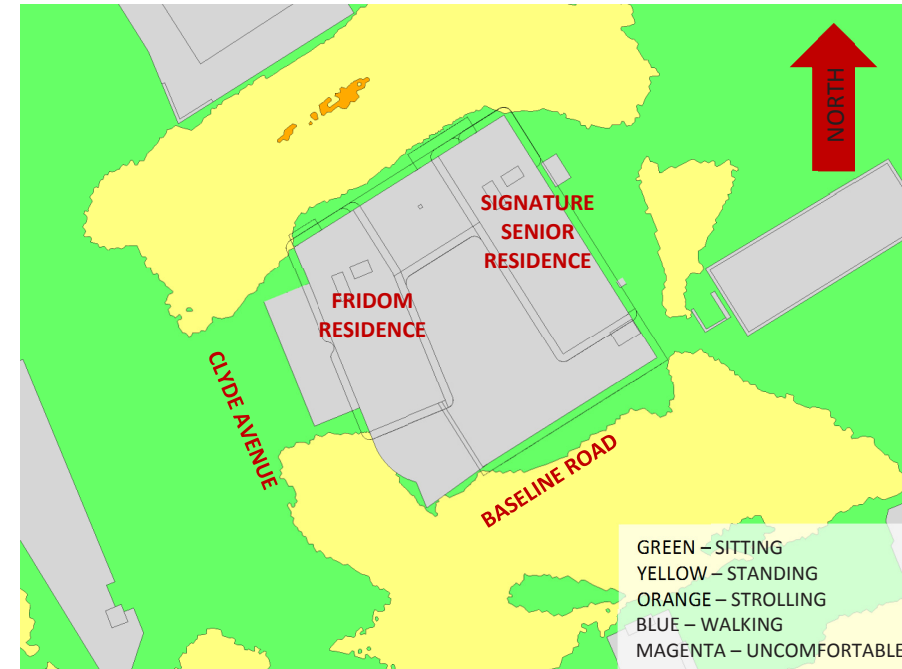 NORTH
SIGNATURE
SENIOR
RESIDENCE
FRIDOM
RESIDENCE
CLYDE AVENUE
BASELINE ROAD
GREEN – SITTING
YELLOW – STANDING
ORANGE – STROLLING
BLUE – WALKING
MAGENTA – UNCOMFORTABLE